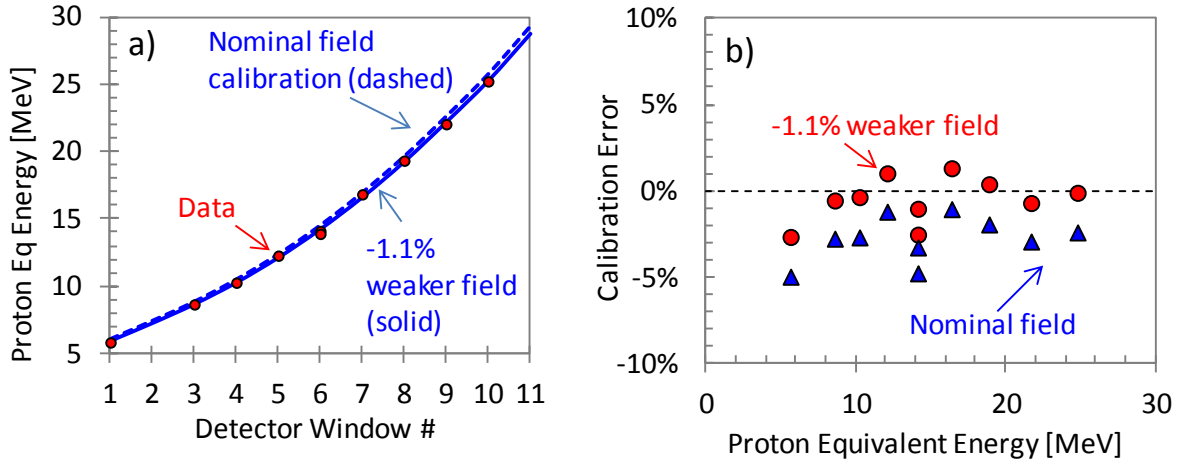 a)
Nominal field
calibration (dashed)
Data
-1.1%
weaker field
(solid)
Proton Eq Energy [MeV]
30
25
20
15
10
5
1 2 3 4 5 6 7 8 9 10 11
Detector Window #
b)
-1.1% weaker field
Nominal field
Calibration Error
10%
5%
0%
-5%
-10%
0 10 20 30
Proton Equivalent Energy [MeV]